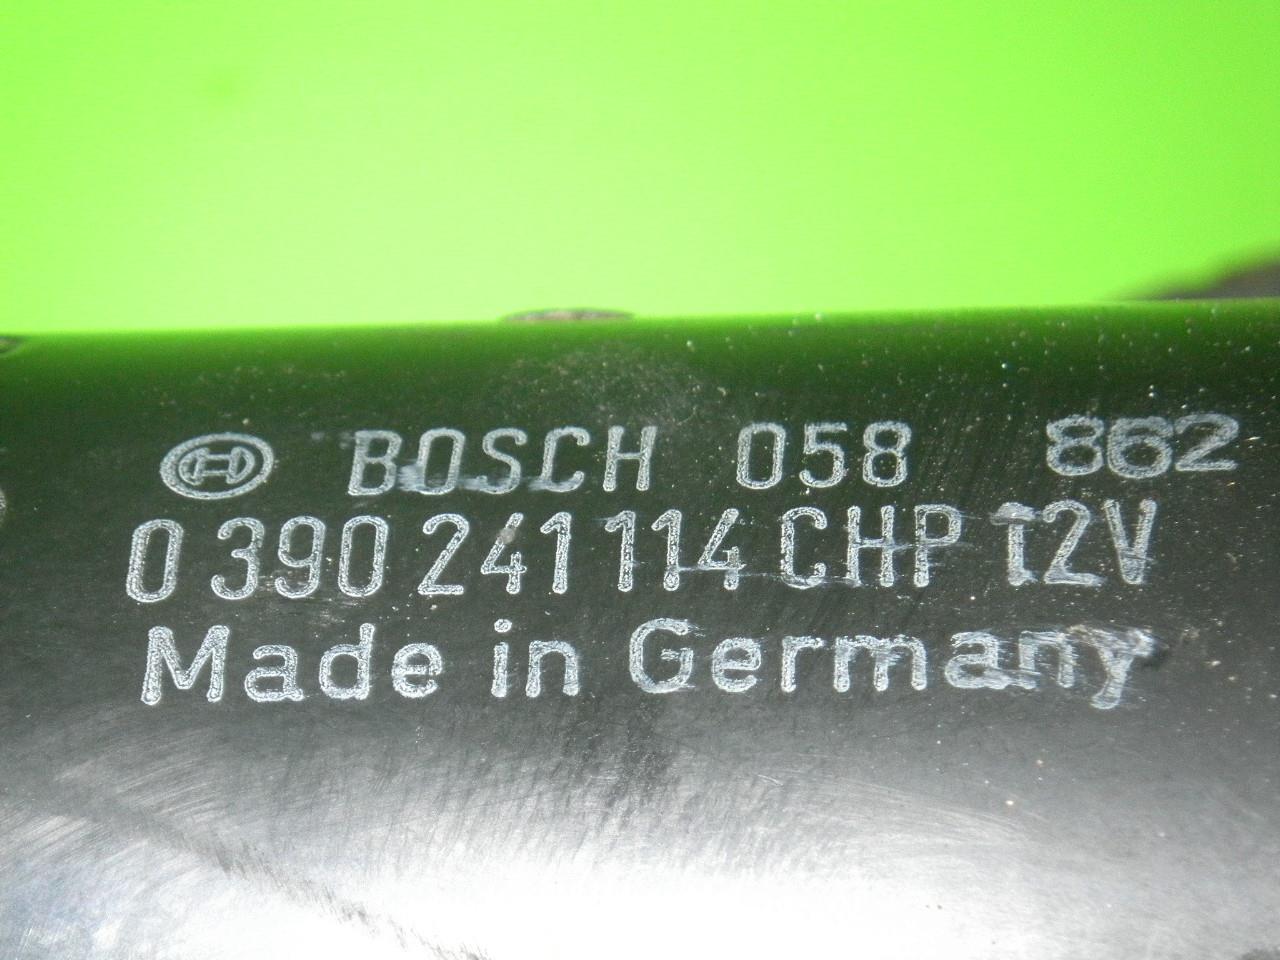 BOSCH 058 862
0 390 241 114 CHP 12V
Made in Germany